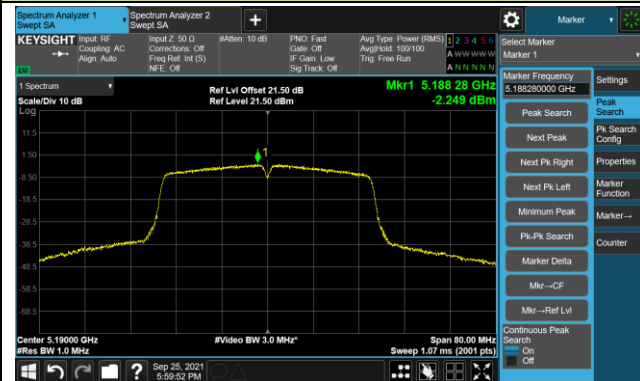 Spectrum Analyzer 1
Swept SA
Spectrum Analyzer 2
Swept SA
+
Marker
KEYSIGHT
Input: RF
Coupling: AC
Align: Auto
Input Z: 50 Ω
Corrections: Off
Freq Ref: Int (S)
NFE: Off
#Atten: 10 dB
PNO: Fast
Gate: Off
IF Gain: Low
Sig Track: Off
Avg Type: Power (RMS)
Avg|Hold: 100/100
Trig: Free Run
1 2 3 4 5 6
A W W W W W
A N N N N N
Select Marker
Marker 1
1 Spectrum
Scale/Div 10 dB
Log
Ref Lvl Offset 21.50 dB
Ref Level 21.50 dBm
Mkr1 5.188 28 GHz
-2.249 dBm
11.5
1.50
-8.50
-18.5
-28.5
-38.5
-48.5
-58.5
-68.5
1
Center 5.19000 GHz
#Res BW 1.0 MHz
#Video BW 3.0 MHz*
Span 80.00 MHz
Sweep 1.07 ms (2001 pts)
Marker Frequency
5.188280000 GHz
Peak Search
Next Peak
Next Pk Right
Next Pk Left
Minimum Peak
Pk-Pk Search
Marker Delta
Mkr→CF
Mkr→Ref Lvl
Continuous Peak
Search
On
Off
Settings
Peak
Search
Pk Search
Config
Properties
Marker
Function
Marker→
Counter
?
Sep 25, 2021
5:59:52 PM